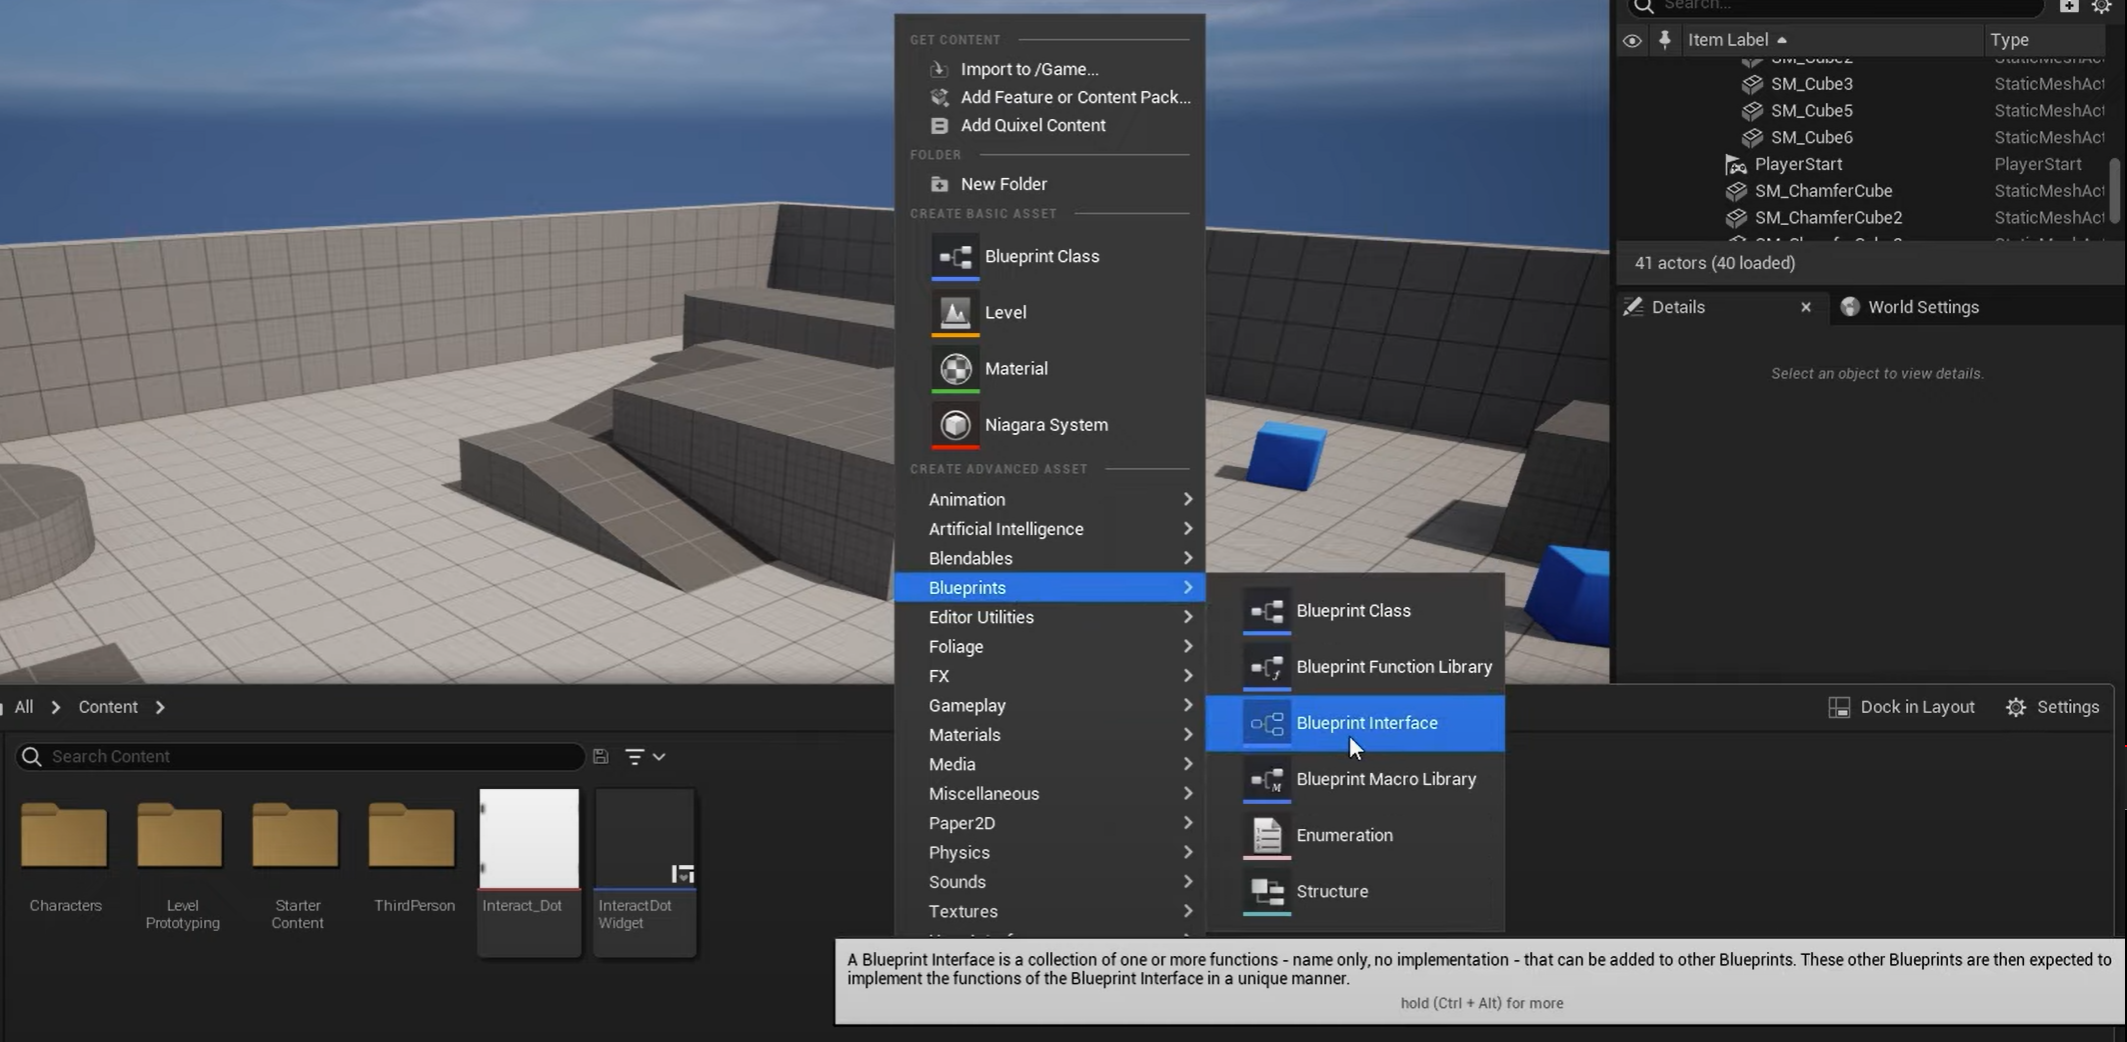 GET CONTENT
Import to /Game...
Add Feature or Content Pack...
Add Quixel Content
FOLDER
New Folder
CREATE BASIC ASSET
Blueprint Class
Level
Material
Niagara System
CREATE ADVANCED ASSET
Animation
Artificial Intelligence
Blendables
Blueprints
Editor Utilities
Foliage
FX
Gameplay
Materials
Media
Miscellaneous
Paper2D
Physics
Sounds
Textures
Blueprint Class
Blueprint Function Library
Blueprint Interface
Blueprint Macro Library
Enumeration
Structure
A Blueprint Interface is a collection of one or more functions - name only, no implementation - that can be added to other Blueprints. These other Blueprints are then expected to
implement the functions of the Blueprint Interface in a unique manner.
hold (Ctrl + Alt) for more
Search...
Item Label Type
SM_Cube2 StaticMeshAct
SM_Cube3 StaticMeshAct
SM_Cube5 StaticMeshAct
SM_Cube6 StaticMeshAct
PlayerStart PlayerStart
SM_ChamferCube StaticMeshAct
SM_ChamferCube2 StaticMeshAct
41 actors (40 loaded)
Details World Settings
Select an object to view details.
All > Content >
Dock in Layout Settings
Search Content
Characters
Level
Prototyping
Starter
Content
ThirdPerson
Interact_Dot
InteractDot
Widget